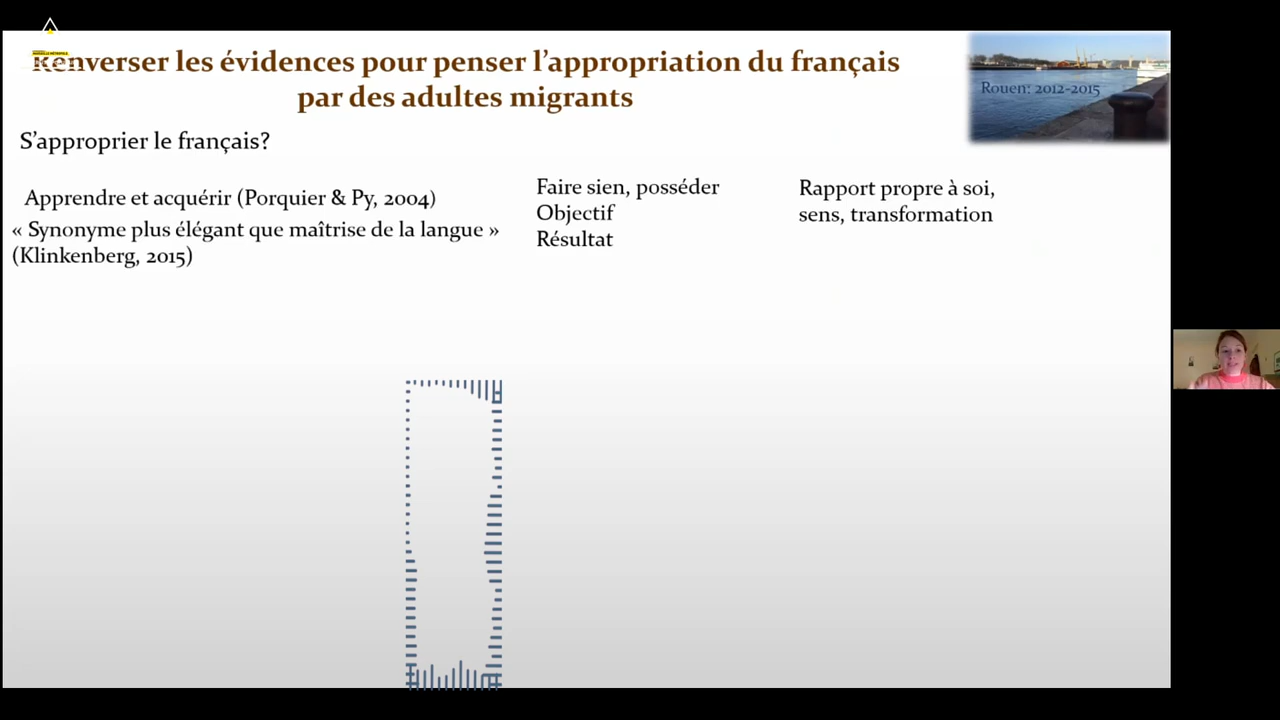 Renverser les évidences pour penser l'appropriation du français
par des adultes migrants
Rouen: 2012-2015
S'approprier le français?
Apprendre et acquérir (Porquier & Py, 2004)
« Synonyme plus élégant que maîtrise de la langue »
(Klinkenberg, 2015)
Faire sien, posséder
Objectif
Résultat
Rapport propre à soi,
sens, transformation